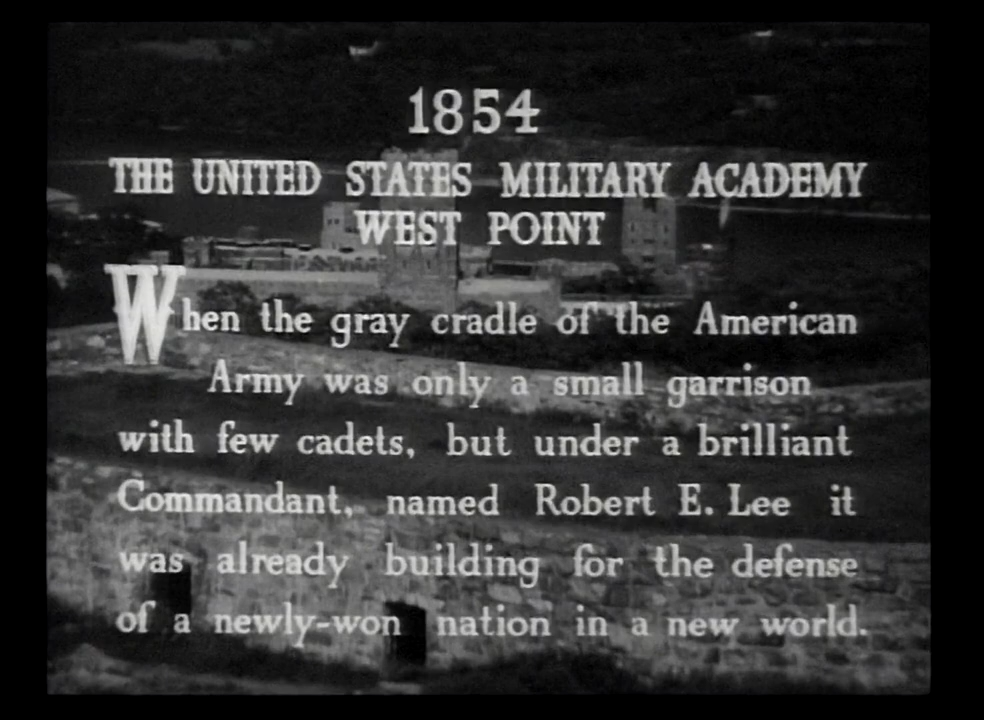 1854
THE UNITED STATES MILITARY ACADEMY
WEST POINT
When the gray cradle of the American
Army was only a small garrison
with few cadets, but under a brilliant
Commandant, named Robert E. Lee it
was already building for the defense
of a newly-won nation in a new world.